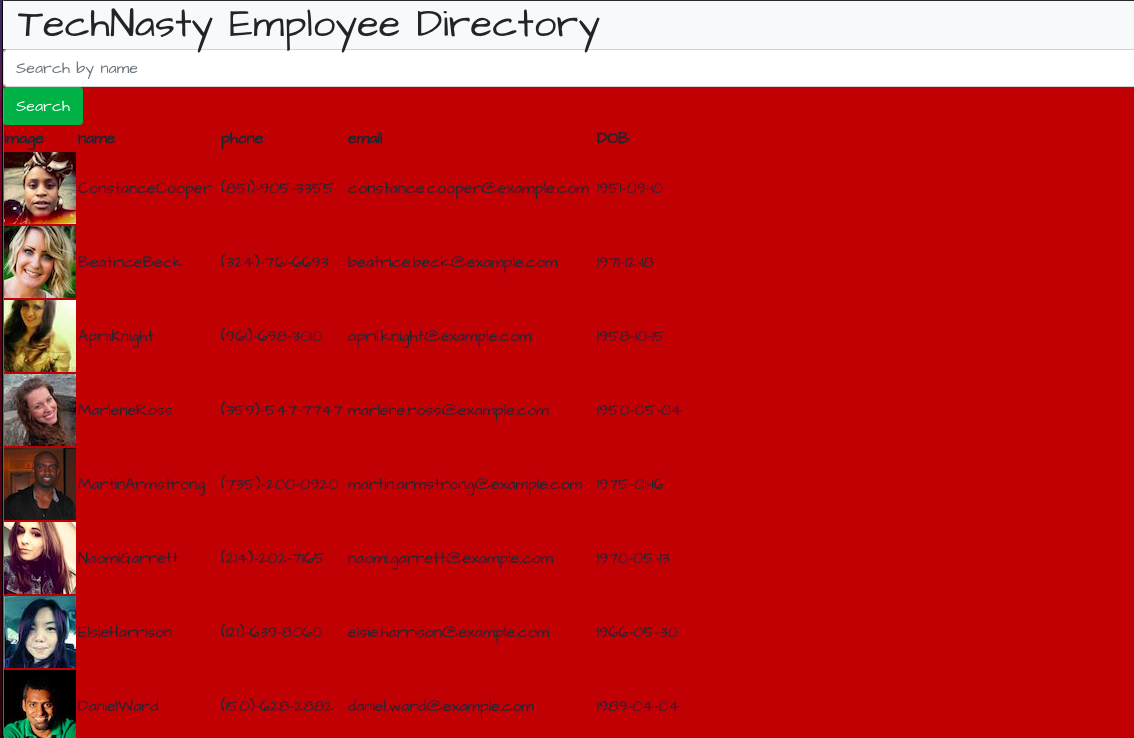 TechNasty Employee Directory
Search by name
Search
image name phone email DOB
ConstanceCooper (851)-905-3355 constance.cooper@example.com 1951-09-10
BeatriceBeck (324)-761-6693 beatrice.beck@example.com 1971-12-18
AprilKnight (961)-698-3010 april.knight@example.com 1958-10-15
MarleneRoss (359)-547-7747 marlene.ross@example.com 1950-05-04
MartinArmstrong (735)-200-0920 martin.armstrong@example.com 1975-01-16
NaomiGarrett (214)-202-7165 naomi.garrett@example.com 1970-05-13
ElsieHarrison (121)-639-8060 elsie.harrison@example.com 1966-05-30
DanielWard (150)-628-2882 daniel.ward@example.com 1989-04-04